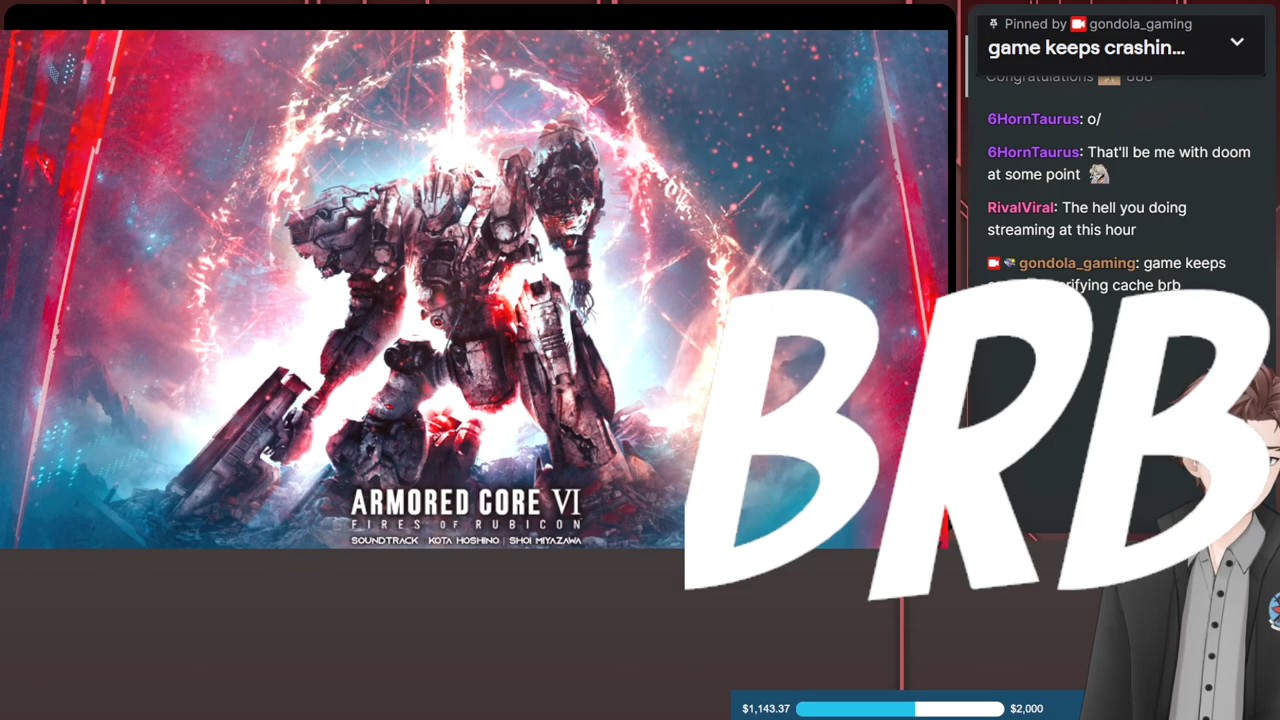 Pinned by gondola_gaming
game keeps crashin...
Congratulations 888
6HornTaurus: o/
6HornTaurus: That'll be me with doom
at some point
RivalViral: The hell you doing
streaming at this hour
gondola_gaming: game keeps
cache brb
BRB
ARMORED CORE VI
FIRES OF RUBICON
SOUNDTRACK KOTA HOSHINO | SHOI MIYAZAWA
$1,143.37
$2,000